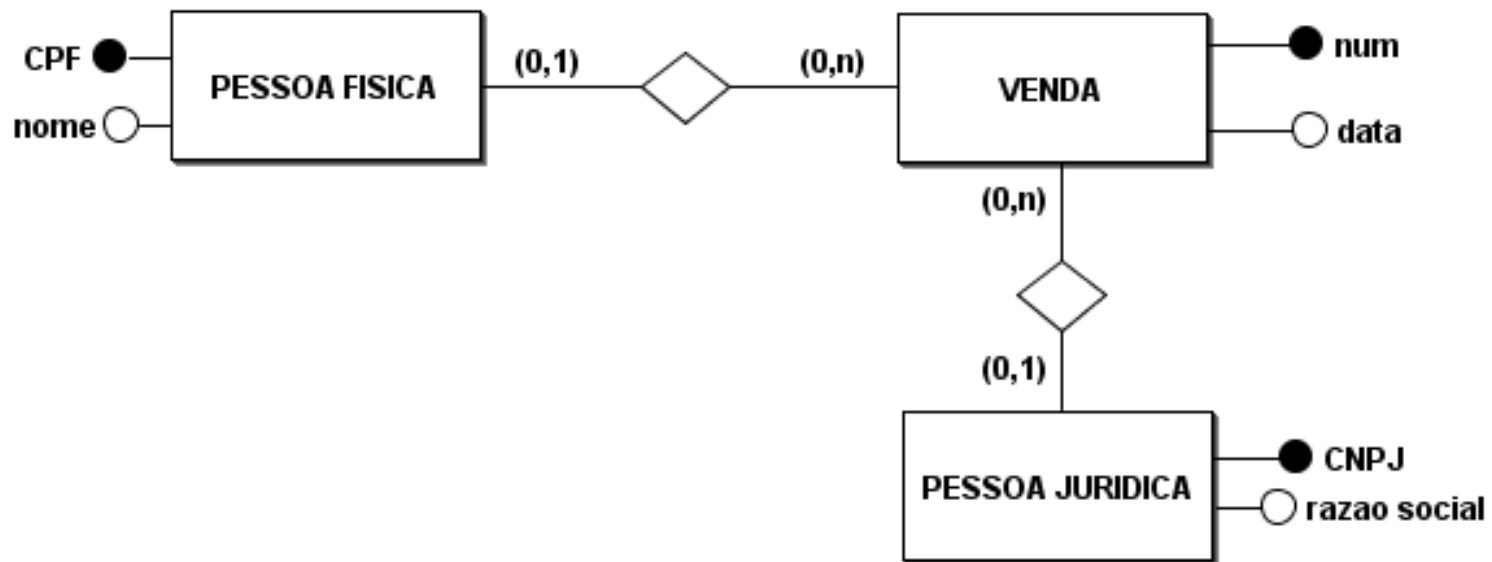 CPF
nome
PESSOA FISICA
(0,1)
(0,n)
VENDA
num
data
(0,n)
(0,1)
PESSOA JURIDICA
CNPJ
razao social